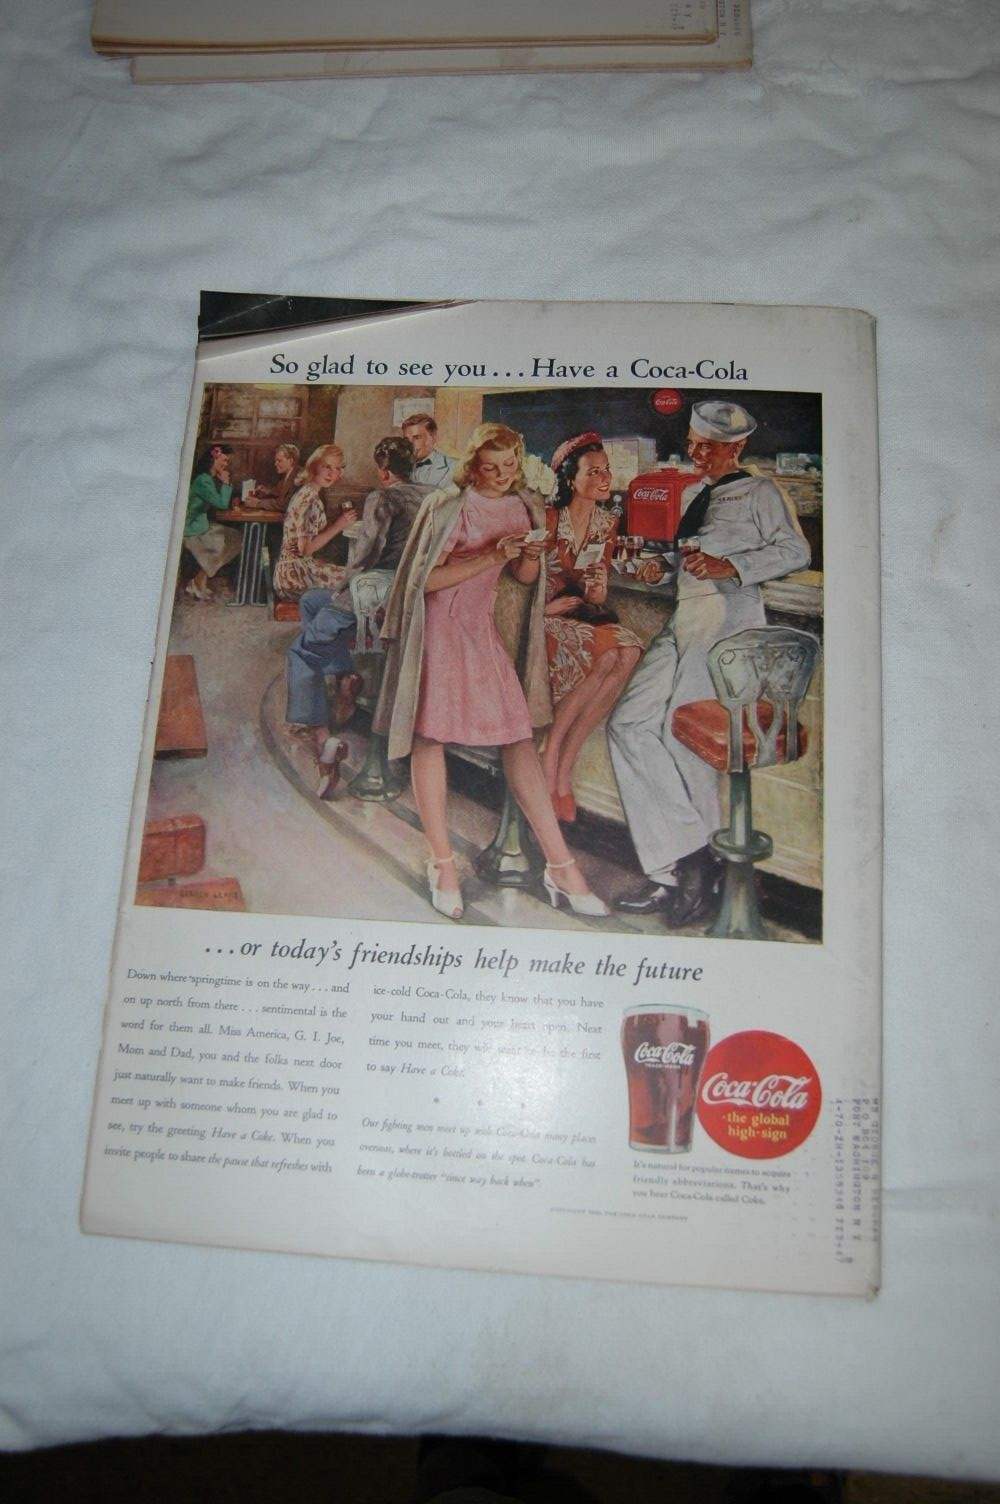 So glad to see you...Have a Coca-Cola
Coca-Cola
...or today's friendships help make the future
Down where springtime is on the way...and
on up north from there...sentimental is the
word for them all. Miss America, G. I. Joe,
Mom and Dad, you and the folks next door
just naturally want to make friends. When you
meet up with someone whom you are glad to
see, try the greeting Have a Coke. When you
invite people to share the pause that refreshes with
ice-cold Coca-Cola, they know that you have
your hand out and your heart open. Next
time you meet, they will want to be the first
to say Have a Coke.
* * *
Our fighting men meet up with Coca-Cola many places
overseas, where it's bottled on the spot. Coca-Cola has
been a globe-trotter "since way back when".
Coca-Cola
TRADE-MARK
Coca-Cola
-the global
high-sign
It's natural for popular names to acquire
friendly abbreviations. That's why
you hear Coca-Cola called Coke.
THE COCA-COLA COMPANY
PORT WASHINGTON N Y